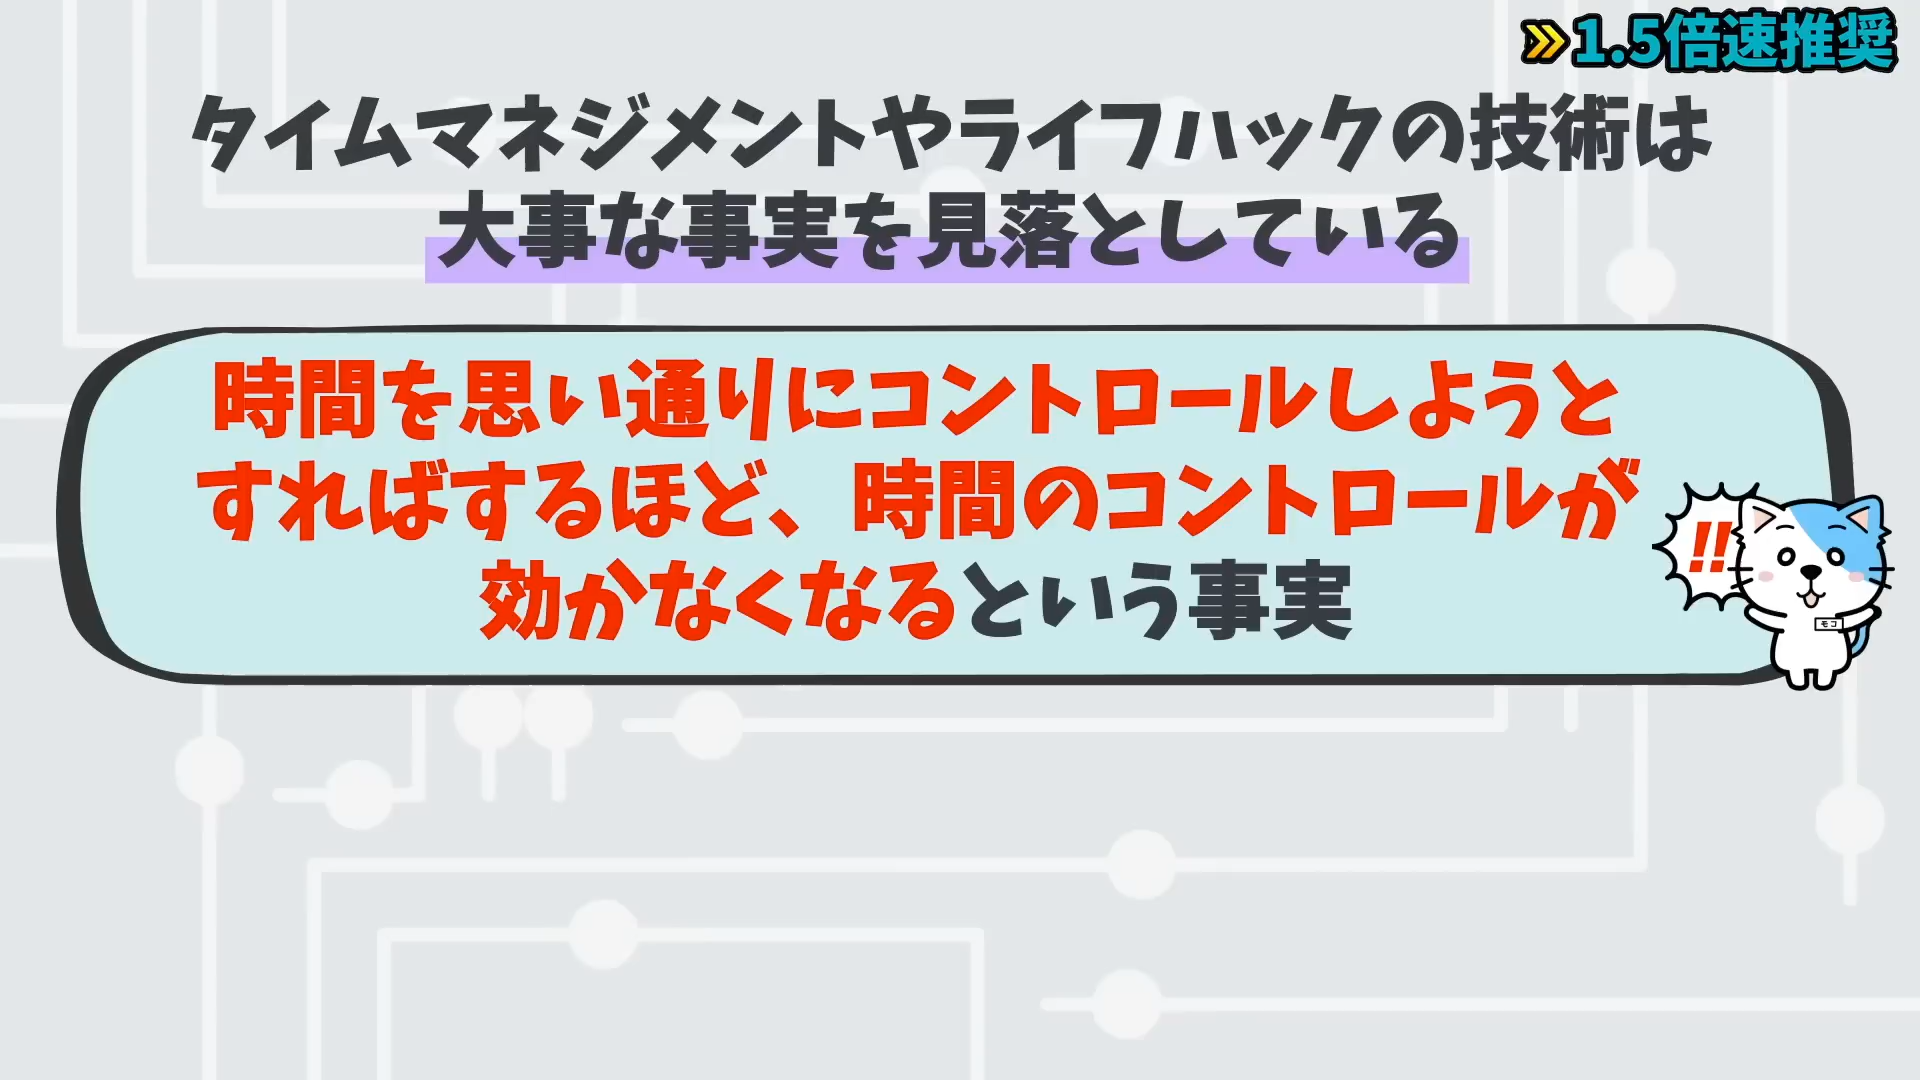 1.5倍速推奨
タイムマネジメントやライフハックの技術は
大事な事実を見落としている
時間を思い通りにコントロールしようと
すればするほど、時間のコントロールが
効かなくなるという事実
!!
モコ